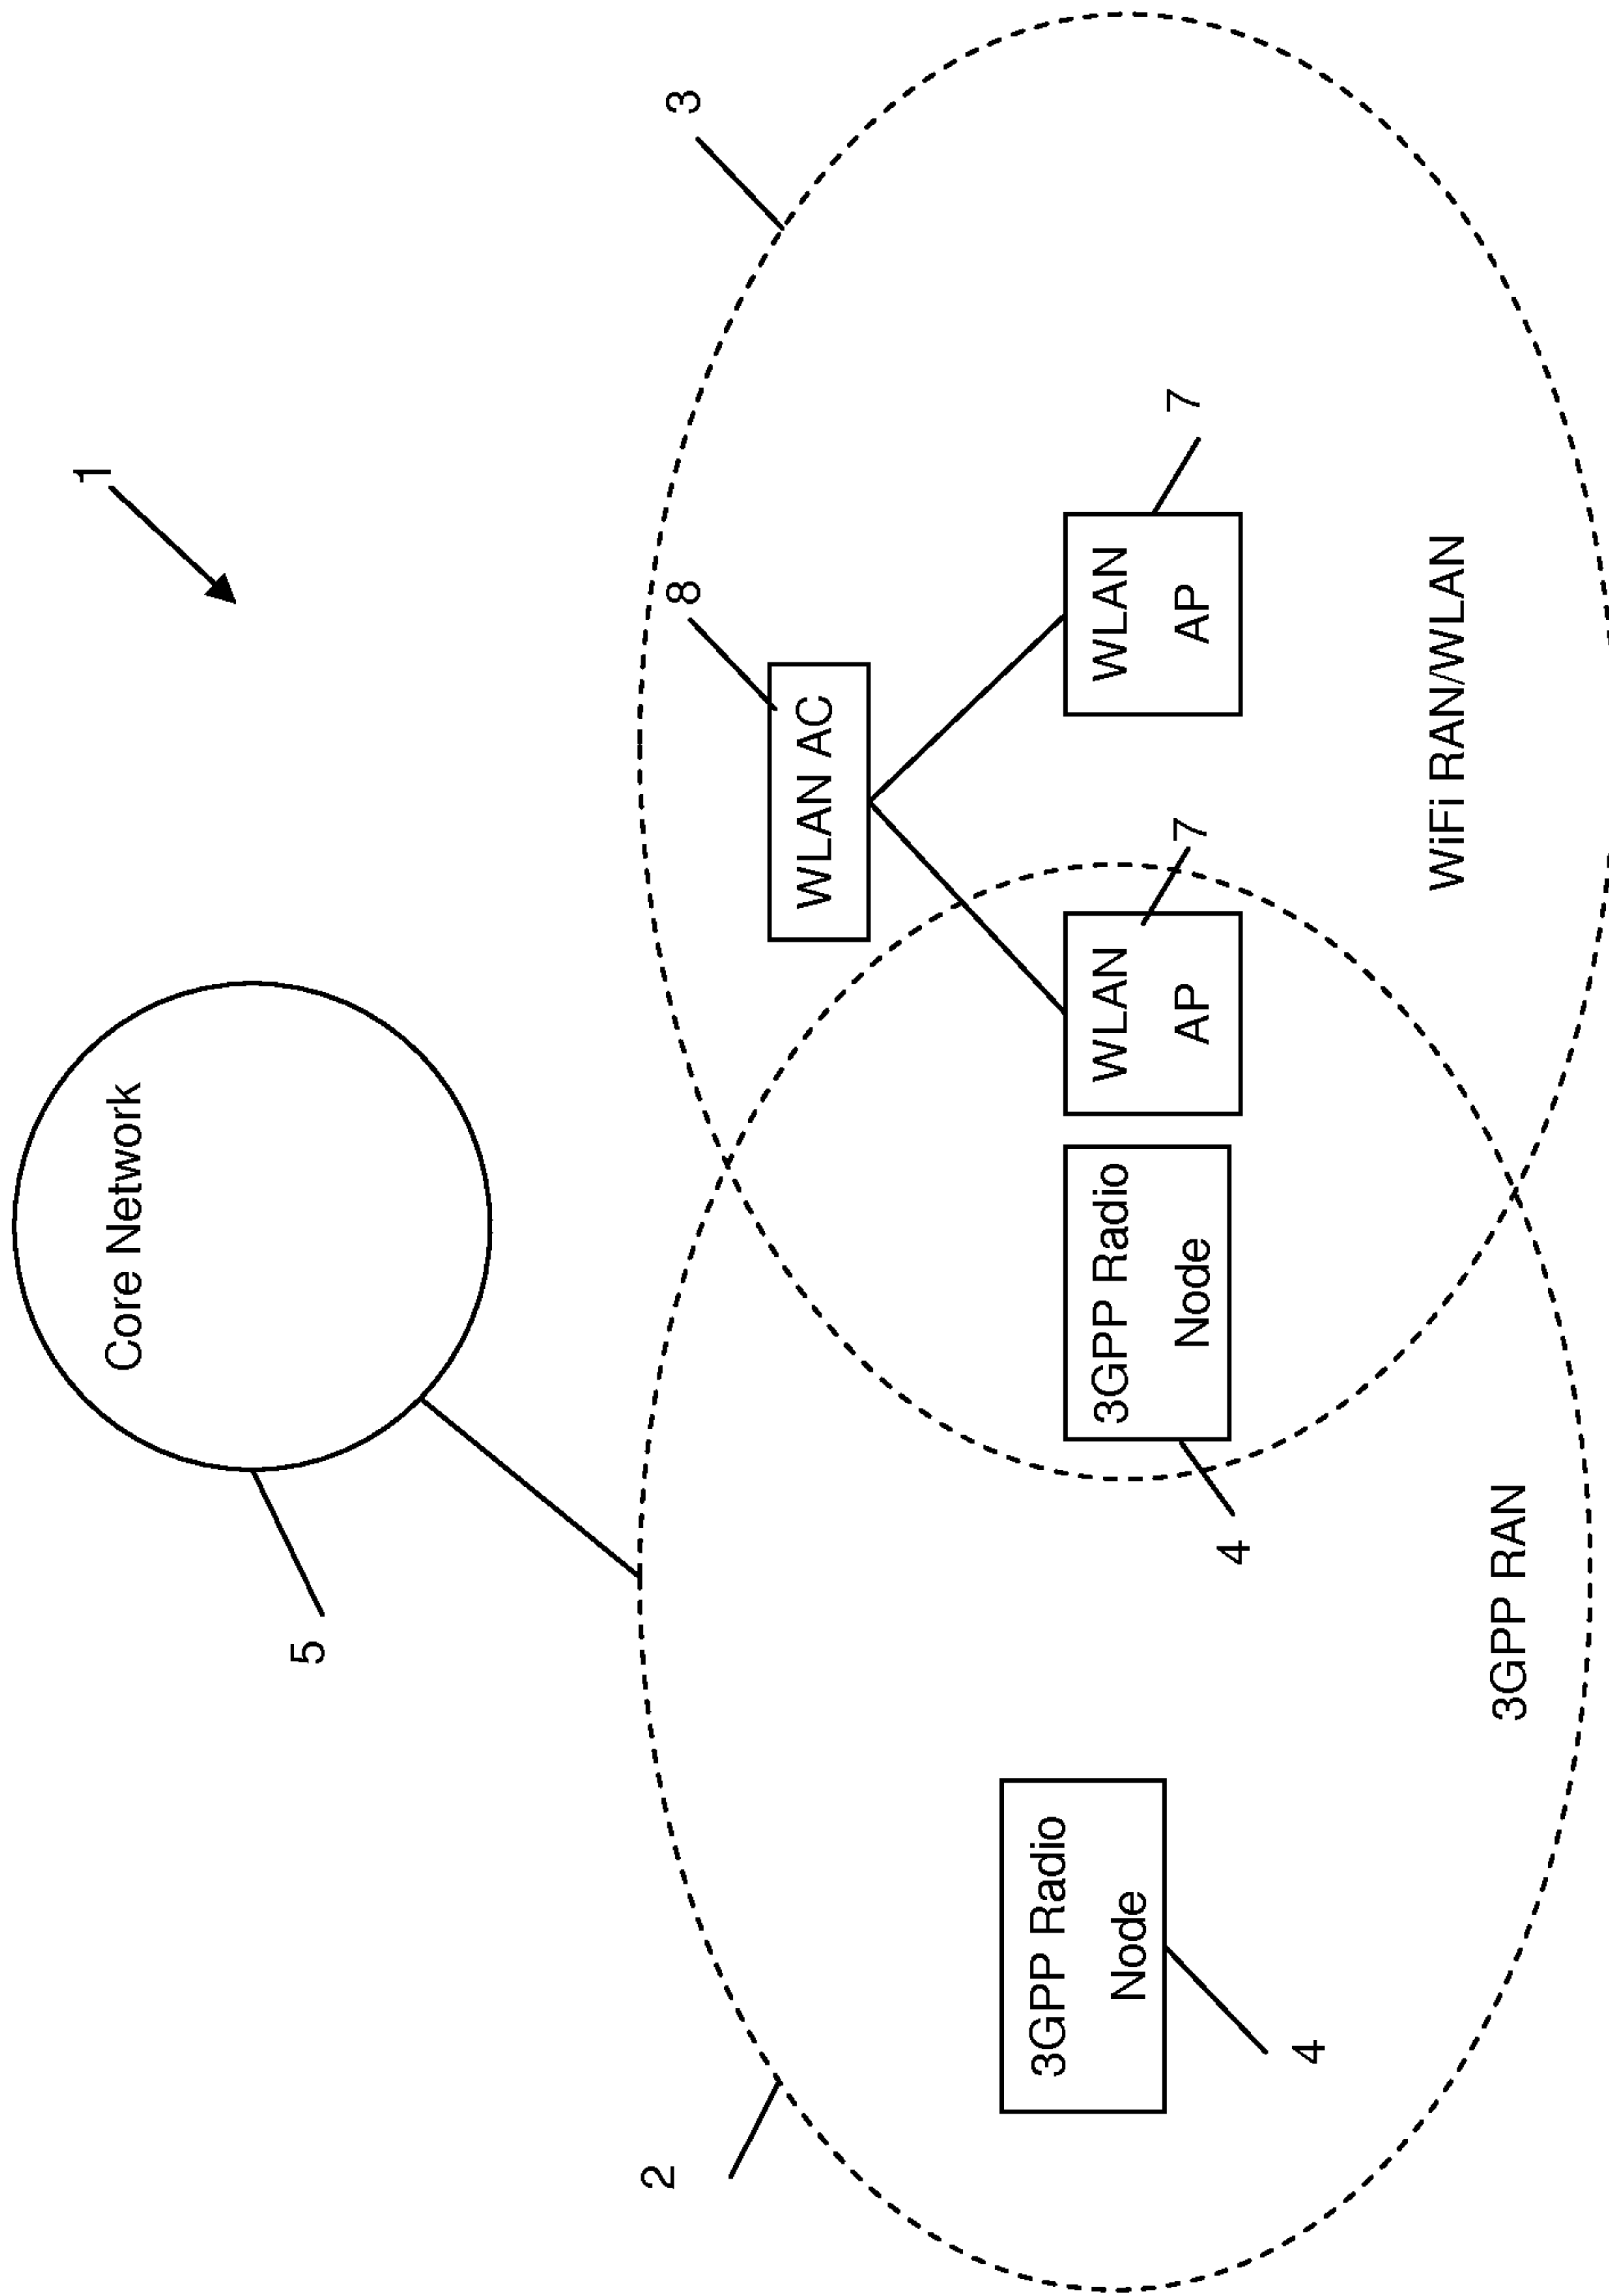 1
Core Network
5
2
3
8
WLAN AC
3GPP Radio
Node
4
3GPP Radio
Node
4
WLAN
AP
7
WLAN
AP
7
3GPP RAN
WiFi RAN/WLAN